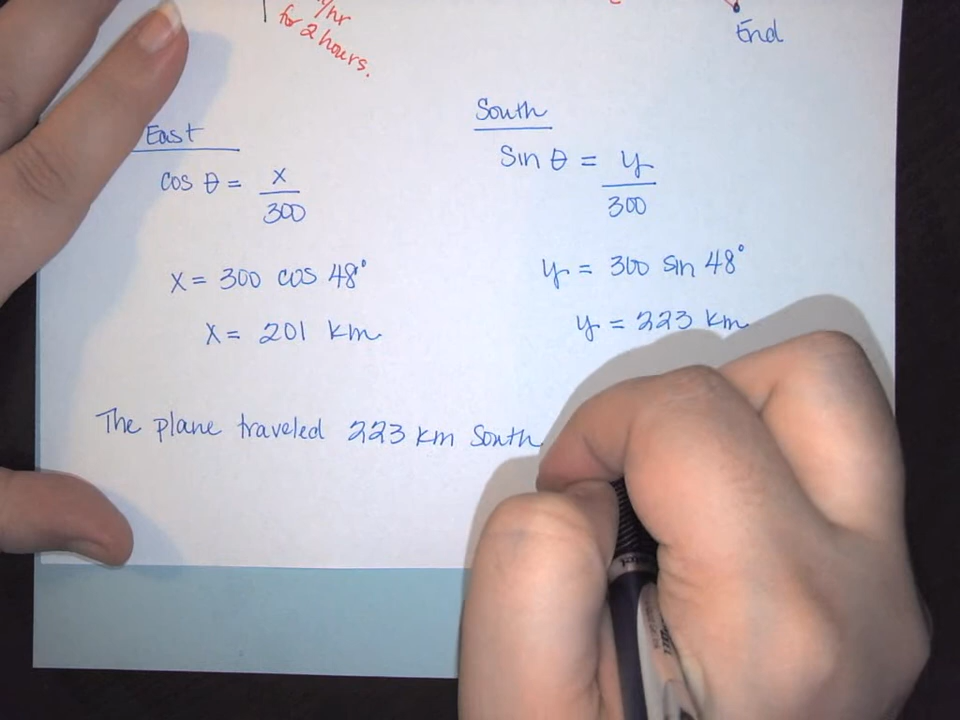 /hr
for 2 hours.
End
East
cos θ = x
300
x = 300 cos 48°
x = 201 km
South
sin θ = y
300
y = 300 sin 48°
y = 223 km
The plane traveled 223 km South